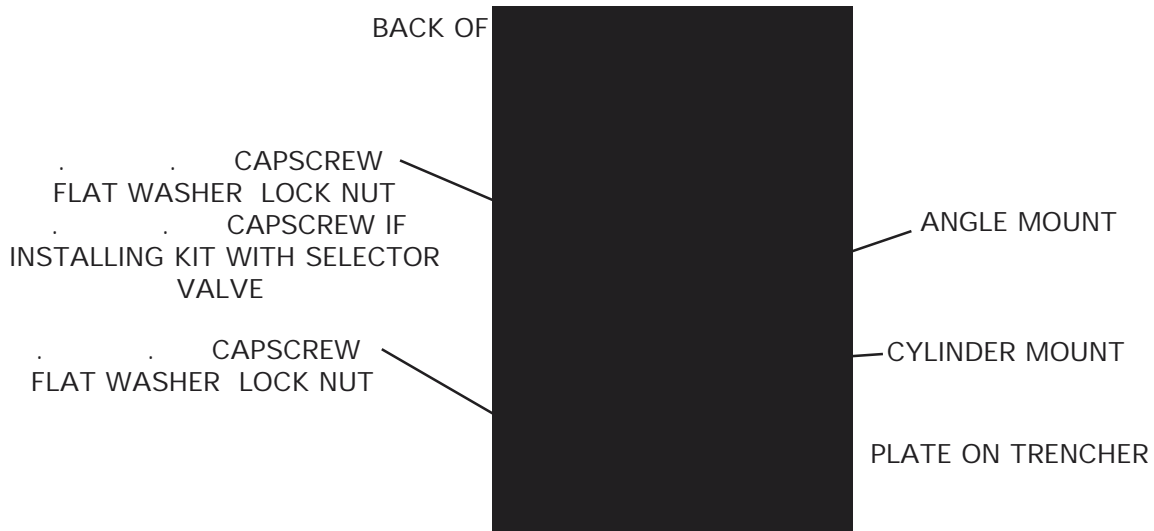 BACK OF
. . CAPSCREW
FLAT WASHER LOCK NUT
. . CAPSCREW IF
INSTALLING KIT WITH SELECTOR
VALVE
ANGLE MOUNT
. . CAPSCREW
FLAT WASHER LOCK NUT
CYLINDER MOUNT
PLATE ON TRENCHER